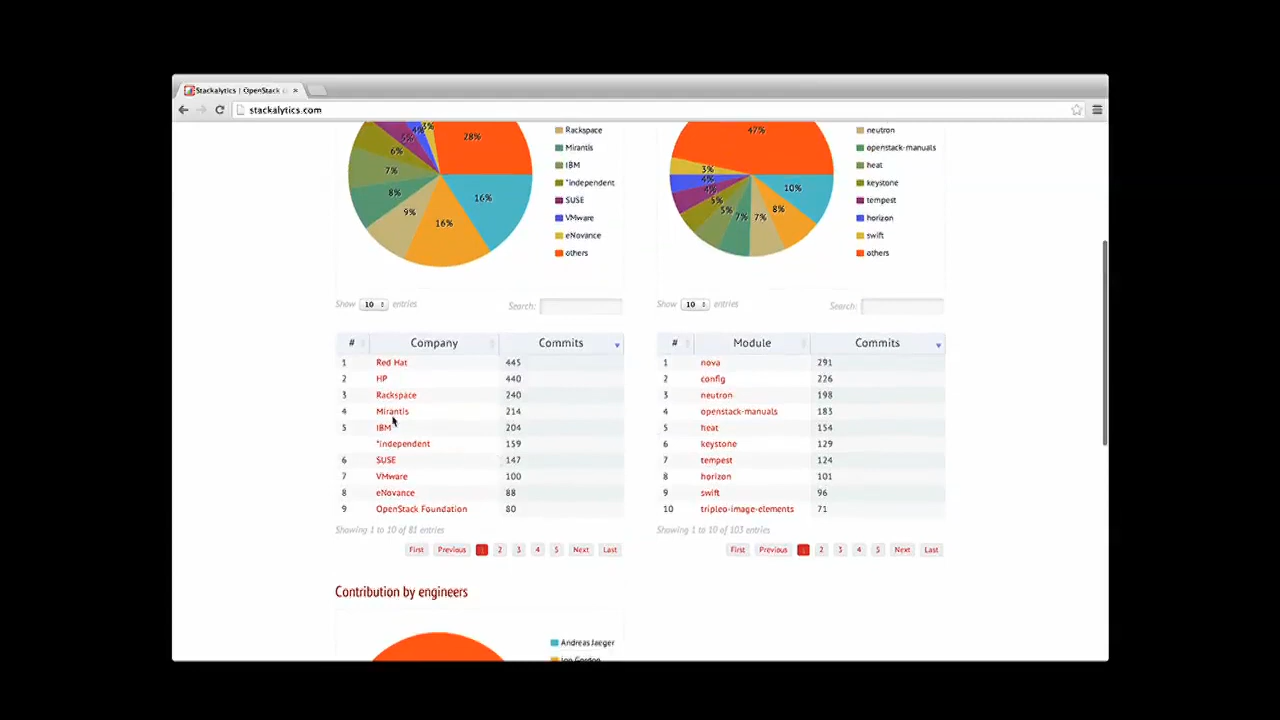 Stackalytics | OpenStack
stackalytics.com
Rackspace
Mirantis
IBM
*independent
SUSE
VMware
eNovance
others
3%
4%
5%
6%
7%
8%
9%
16%
16%
28%
neutron
openstack-manuals
heat
keystone
tempest
horizon
swift
others
47%
3%
4%
4%
5%
5%
7%
7%
8%
10%
Show 10 entries Search:
Show 10 entries Search:
# Company Commits
1 Red Hat 445
2 HP 440
3 Rackspace 240
4 Mirantis 214
5 IBM 204
*independent 159
6 SUSE 147
7 VMware 100
8 eNovance 88
9 OpenStack Foundation 80
Showing 1 to 10 of 81 entries
First Previous 1 2 3 4 5 Next Last
# Module Commits
1 nova 291
2 config 226
3 neutron 198
4 openstack-manuals 183
5 heat 154
6 keystone 129
7 tempest 124
8 horizon 101
9 swift 96
10 tripleo-image-elements 71
Showing 1 to 10 of 103 entries
First Previous 1 2 3 4 5 Next Last
Contribution by engineers
Andreas Jaeger